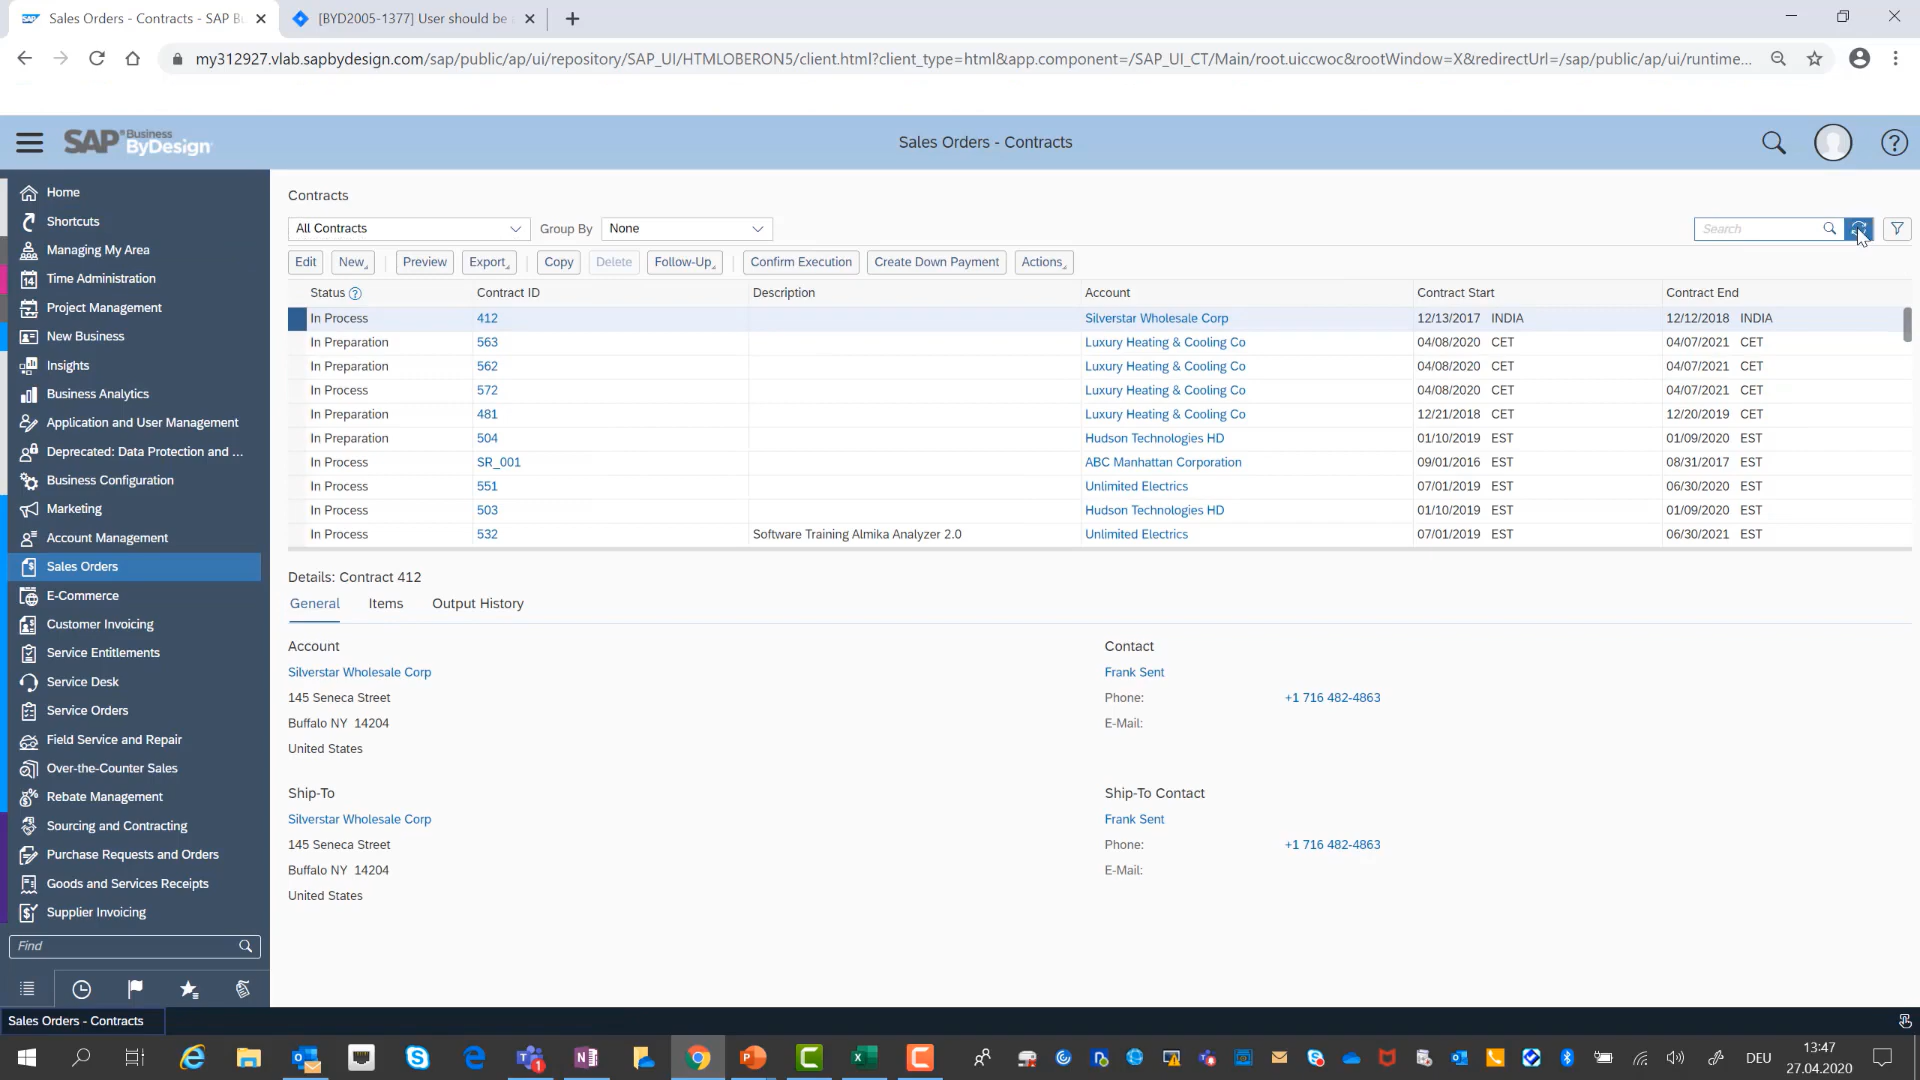 Sales Orders - Contracts - SAP B
[BYD2005-1377] User should be
my312927.vlab.sapbydesign.com/sap/public/ap/ui/repository/SAP_UI/HTMLOBERON5/client.html?client_type=html&app.component=/SAP_UI_CT/Main/root.uiccwoc&rootWindow=X&redirectUrl=/sap/public/ap/ui/runtime...
SAP Business ByDesign
Sales Orders - Contracts
Home
Shortcuts
Managing My Area
Time Administration
Project Management
New Business
Insights
Business Analytics
Application and User Management
Deprecated: Data Protection and ...
Business Configuration
Marketing
Account Management
Sales Orders
E-Commerce
Customer Invoicing
Service Entitlements
Service Desk
Service Orders
Field Service and Repair
Over-the-Counter Sales
Rebate Management
Sourcing and Contracting
Purchase Requests and Orders
Goods and Services Receipts
Supplier Invoicing
Find
Contracts
All Contracts Group By None Search
Edit New Preview Export Copy Delete Follow-Up Confirm Execution Create Down Payment Actions
Status Contract ID Description Account Contract Start Contract End
In Process 412 Silverstar Wholesale Corp 12/13/2017 INDIA 12/12/2018 INDIA
In Preparation 563 Luxury Heating & Cooling Co 04/08/2020 CET 04/07/2021 CET
In Preparation 562 Luxury Heating & Cooling Co 04/08/2020 CET 04/07/2021 CET
In Process 572 Luxury Heating & Cooling Co 04/08/2020 CET 04/07/2021 CET
In Preparation 481 Luxury Heating & Cooling Co 12/21/2018 CET 12/20/2019 CET
In Preparation 504 Hudson Technologies HD 01/10/2019 EST 01/09/2020 EST
In Process SR_001 ABC Manhattan Corporation 09/01/2016 EST 08/31/2017 EST
In Process 551 Unlimited Electrics 07/01/2019 EST 06/30/2020 EST
In Process 503 Hudson Technologies HD 01/10/2019 EST 01/09/2020 EST
In Process 532 Software Training Almika Analyzer 2.0 Unlimited Electrics 07/01/2019 EST 06/30/2021 EST
Details: Contract 412
General Items Output History
Account
Silverstar Wholesale Corp
145 Seneca Street
Buffalo NY 14204
United States
Contact
Frank Sent
Phone: +1 716 482-4863
E-Mail:
Ship-To
Silverstar Wholesale Corp
145 Seneca Street
Buffalo NY 14204
United States
Ship-To Contact
Frank Sent
Phone: +1 716 482-4863
E-Mail:
Sales Orders - Contracts
DEU
13:47
27.04.2020